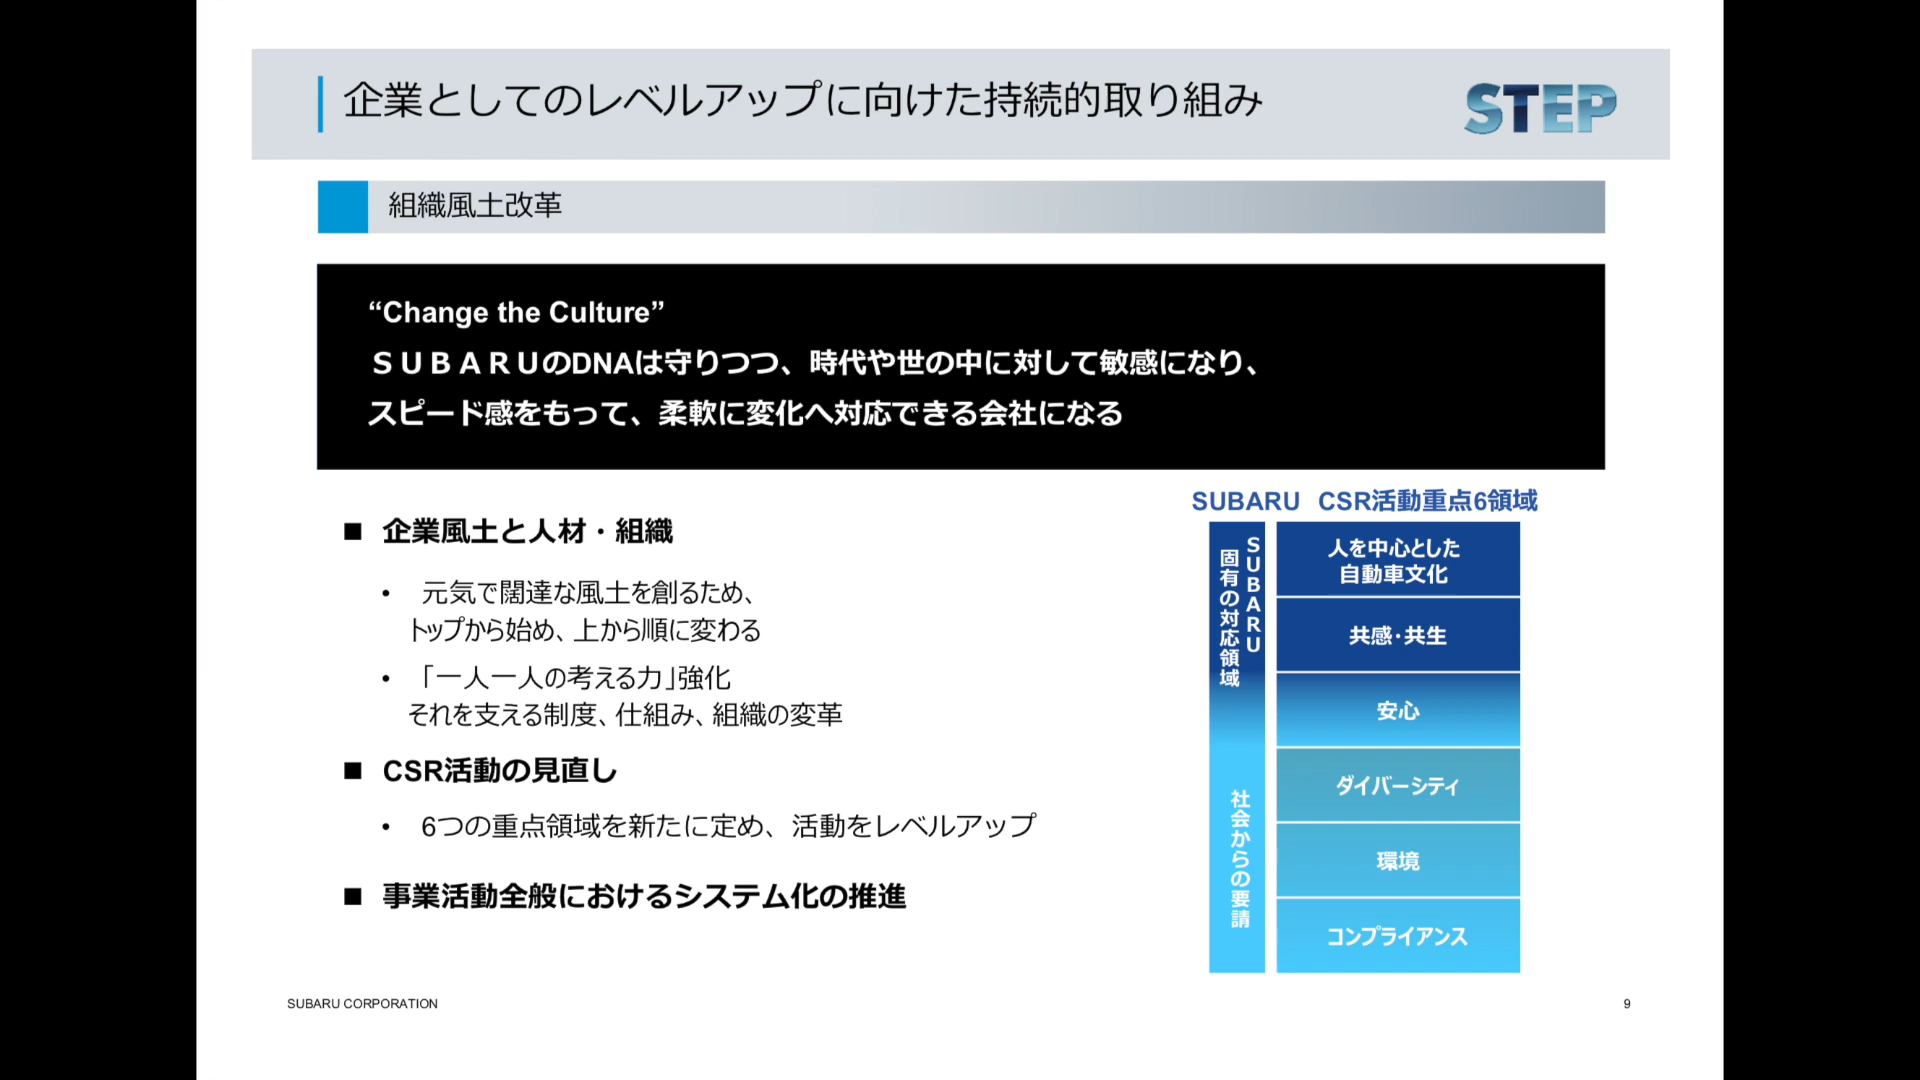 企業としてのレベルアップに向けた持続的取り組み
STEP
組織風土改革
“Change the Culture”
ＳＵＢＡＲＵのDNAは守りつつ、時代や世の中に対して敏感になり、
スピード感をもって、柔軟に変化へ対応できる会社になる
■ 企業風土と人材・組織
• 元気で闊達な風土を創るため、
トップから始め、上から順に変わる
• 「一人一人の考える力」強化
それを支える制度、仕組み、組織の変革
■ CSR活動の見直し
• 6つの重点領域を新たに定め、活動をレベルアップ
■ 事業活動全般におけるシステム化の推進
SUBARU CSR活動重点6領域
SUBARU
固有の対応領域
社会からの要請
人を中心とした
自動車文化
共感・共生
安心
ダイバーシティ
環境
コンプライアンス
SUBARU CORPORATION
9